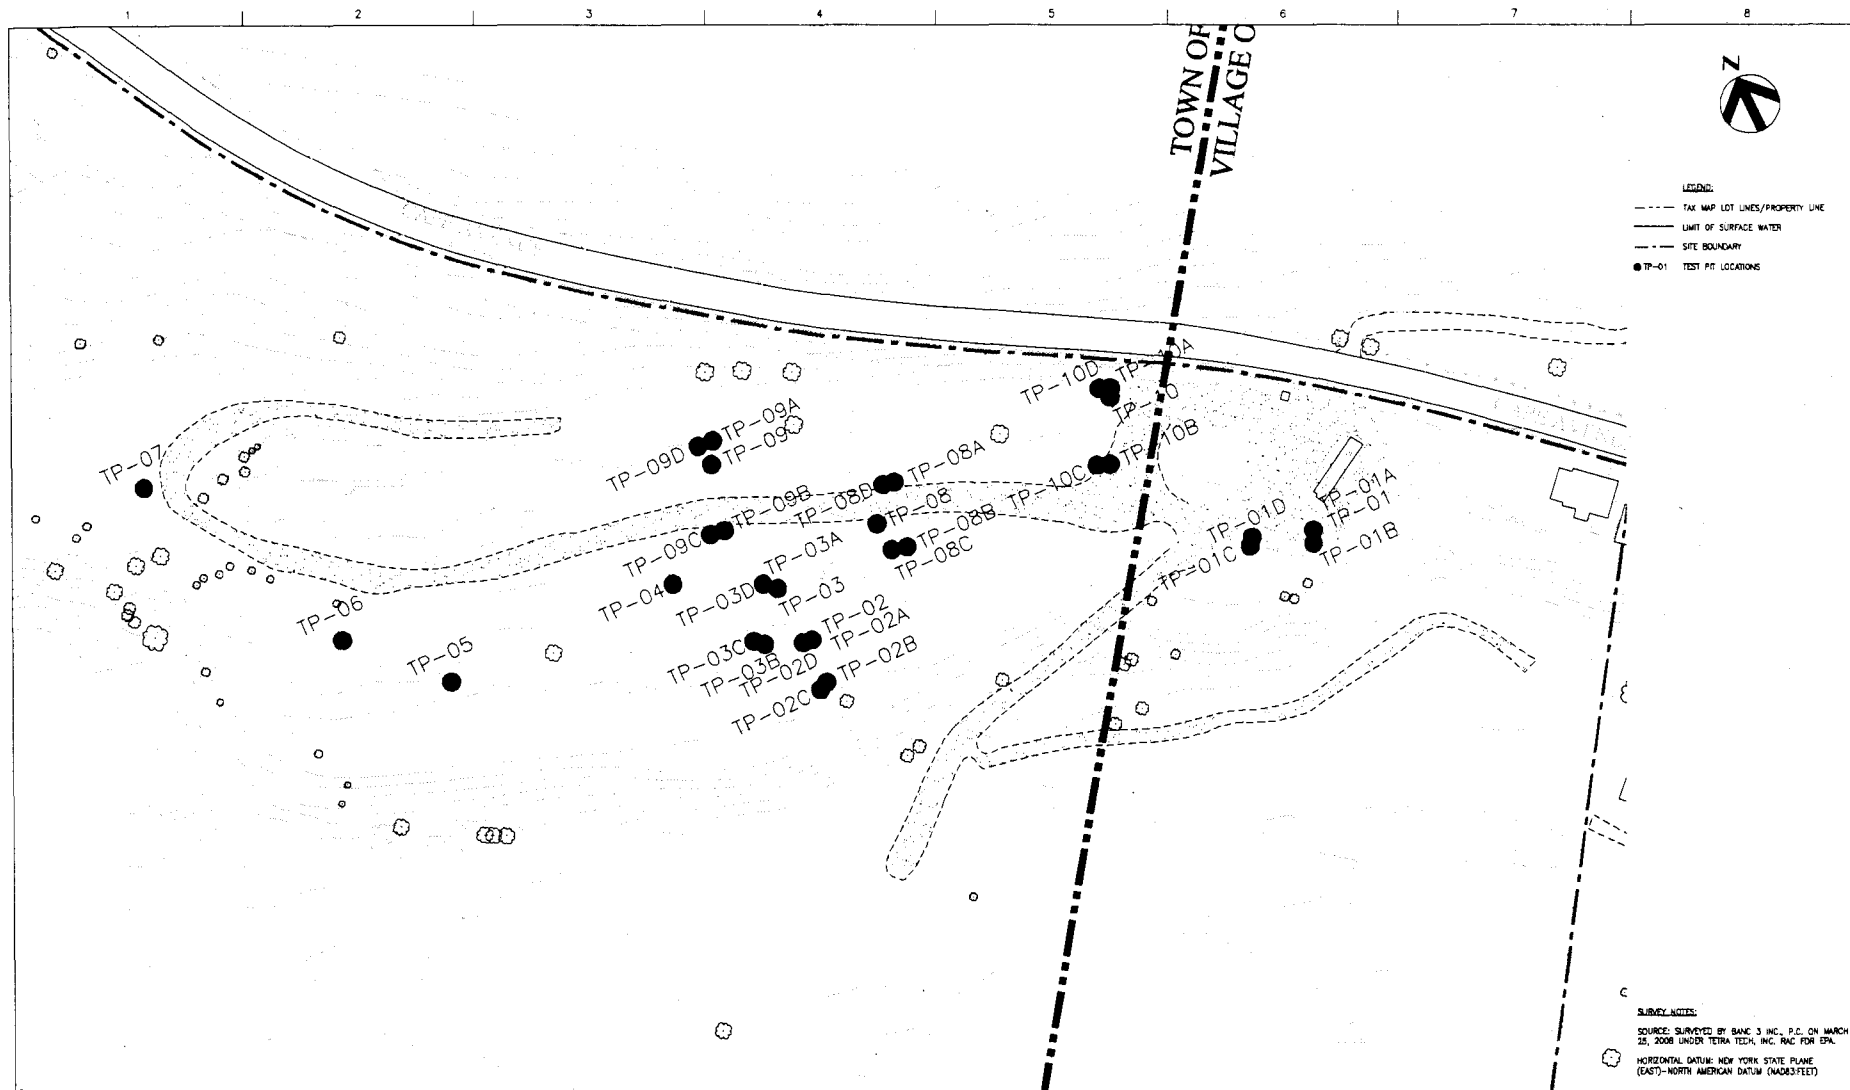 1 2 3 4 5 6 7 8
TOWN OF
VILLAGE O
N
LEGEND:
TAX MAP LOT LINES/PROPERTY LINE
LIMIT OF SURFACE WATER
SITE BOUNDARY
TP-01 TEST PIT LOCATIONS
TP-10A
TP-10D
TP-10
TP-10B
TP-10C
TP-09A
TP-09
TP-09D
TP-09B
TP-09C
TP-08A
TP-08D
TP-08
TP-08B
TP-08C
TP-07
TP-01A
TP-01D
TP-01
TP-01B
TP-01C
TP-03A
TP-04
TP-03D
TP-03
TP-06
TP-02
TP-02A
TP-03C
TP-03B
TP-02D
TP-02B
TP-02C
TP-05
SURVEY NOTES:
SOURCE: SURVEYED BY BANC 3 INC., P.C. ON MARCH
25, 2008 UNDER TETRA TECH, INC. RAC FOR EPA.
HORIZONTAL DATUM: NEW YORK STATE PLANE
(EAST)-NORTH AMERICAN DATUM (NAD83-FEET)